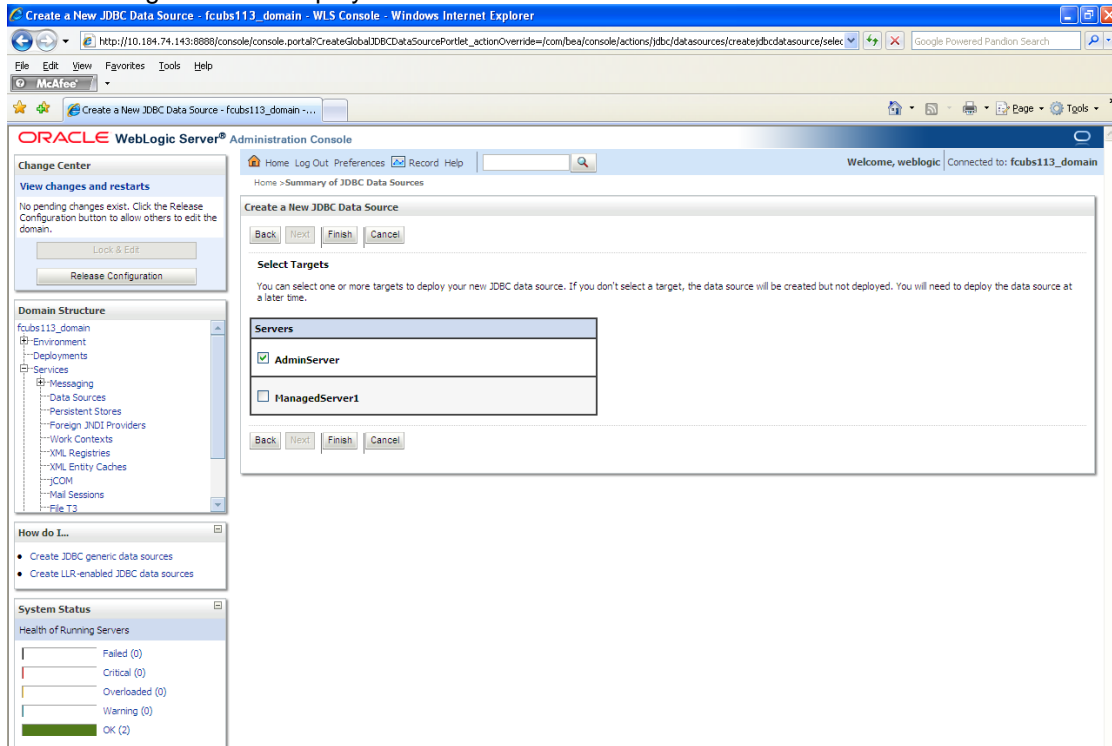 Create a New JDBC Data Source - fcubs113_domain - WLS Console - Windows Internet Explorer
http://10.184.74.143:8888/console/console.portal?CreateGlobalJDBCDataSourcePortlet_actionOverride=/com/bea/console/actions/jdbc/datasources/createjdbcdatasource/selec
Google Powered Pandion Search
File Edit View Favorites Tools Help
McAfee
Create a New JDBC Data Source - fcubs113_domain -...
Page Tools
ORACLE WebLogic Server® Administration Console
Change Center
View changes and restarts
No pending changes exist. Click the Release
Configuration button to allow others to edit the
domain.
Lock & Edit
Release Configuration
Domain Structure
fcubs113_domain
Environment
Deployments
Services
Messaging
Data Sources
Persistent Stores
Foreign JNDI Providers
Work Contexts
XML Registries
XML Entity Caches
jCOM
Mail Sessions
File T3
How do I...
Create JDBC generic data sources
Create LLR-enabled JDBC data sources
System Status
Health of Running Servers
Failed (0)
Critical (0)
Overloaded (0)
Warning (0)
OK (2)
Home Log Out Preferences Record Help
Welcome, weblogic Connected to: fcubs113_domain
Home >Summary of JDBC Data Sources
Create a New JDBC Data Source
Back Next Finish Cancel
Select Targets
You can select one or more targets to deploy your new JDBC data source. If you don't select a target, the data source will be created but not deployed. You will need to deploy the data source at
a later time.
Servers
AdminServer
ManagedServer1
Back Next Finish Cancel